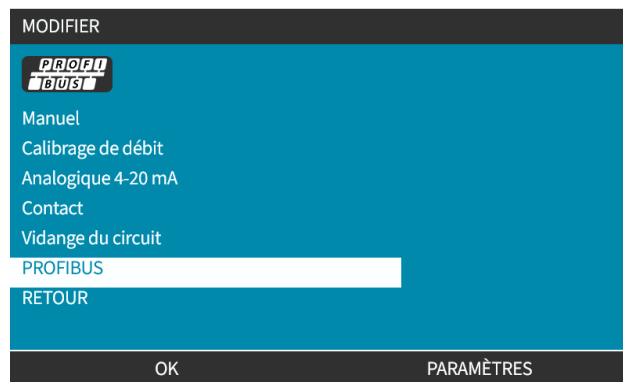 MODIFIER
PROFI
BUS
Manuel
Calibrage de débit
Analogique 4-20 mA
Contact
Vidange du circuit
PROFIBUS
RETOUR
OK PARAMÈTRES